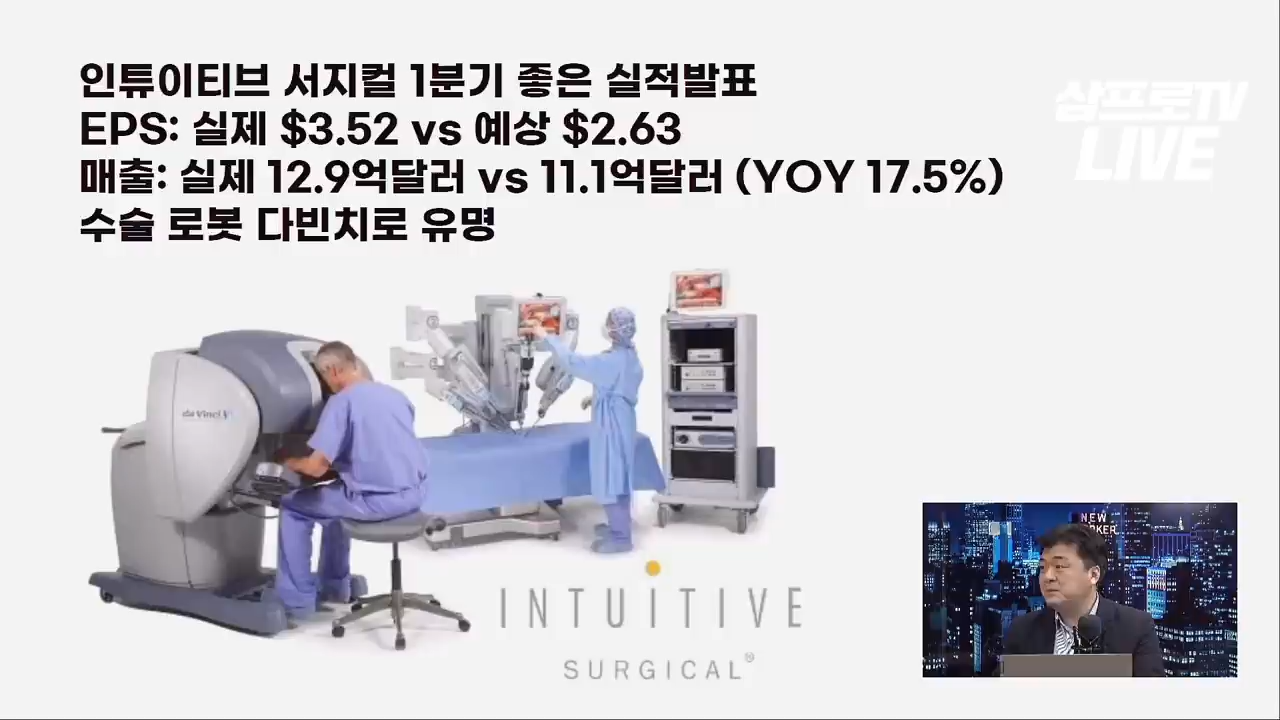 인튜이티브 서지컬 1분기 좋은 실적발표
EPS: 실제 $3.52 vs 예상 $2.63
매출: 실제 12.9억달러 vs 11.1억달러 (YOY 17.5%)
수술 로봇 다빈치로 유명
삼프로TV
LIVE
da Vinci
INTUITIVE
SURGICAL®
NEW